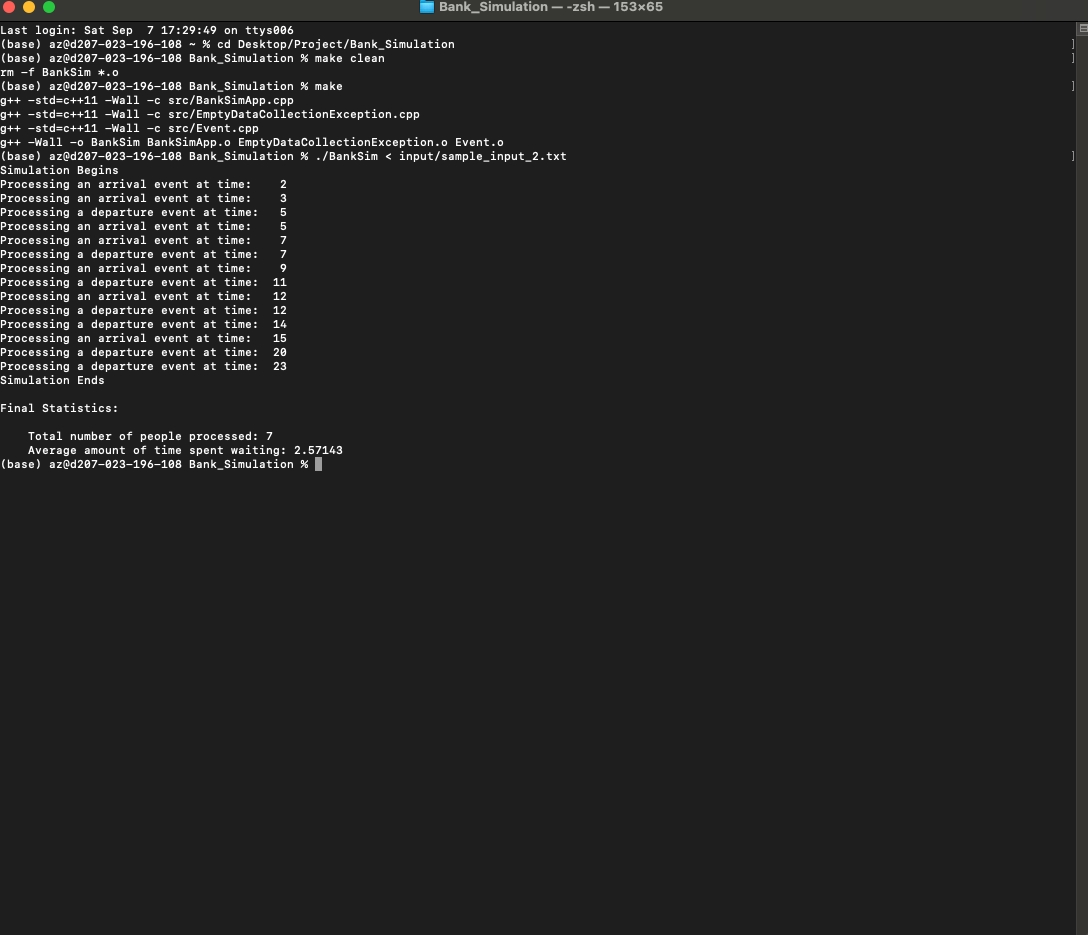 Bank_Simulation — -zsh — 153×65
Last login: Sat Sep  7 17:29:49 on ttys006
(base) az@d207-023-196-108 ~ % cd Desktop/Project/Bank_Simulation ]
(base) az@d207-023-196-108 Bank_Simulation % make clean ]
rm -f BankSim *.o
(base) az@d207-023-196-108 Bank_Simulation % make ]
g++ -std=c++11 -Wall -c src/BankSimApp.cpp
g++ -std=c++11 -Wall -c src/EmptyDataCollectionException.cpp
g++ -std=c++11 -Wall -c src/Event.cpp
g++ -Wall -o BankSim BankSimApp.o EmptyDataCollectionException.o Event.o
(base) az@d207-023-196-108 Bank_Simulation % ./BankSim < input/sample_input_2.txt ]
Simulation Begins
Processing an arrival event at time:    2
Processing an arrival event at time:    3
Processing a departure event at time:   5
Processing an arrival event at time:    5
Processing an arrival event at time:    7
Processing a departure event at time:   7
Processing an arrival event at time:    9
Processing a departure event at time:  11
Processing an arrival event at time:   12
Processing a departure event at time:  12
Processing a departure event at time:  14
Processing an arrival event at time:   15
Processing a departure event at time:  20
Processing a departure event at time:  23
Simulation Ends
Final Statistics:
    Total number of people processed: 7
    Average amount of time spent waiting: 2.57143
(base) az@d207-023-196-108 Bank_Simulation %